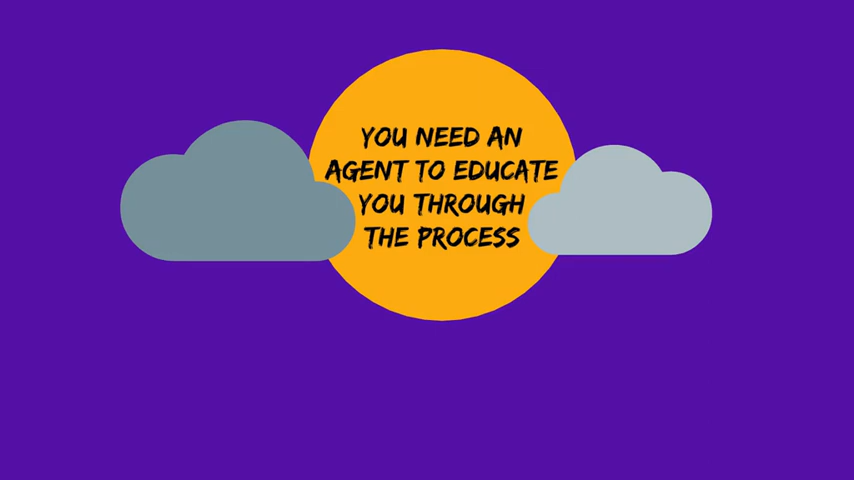 YOU NEED AN
AGENT TO EDUCATE
YOU THROUGH
THE PROCESS